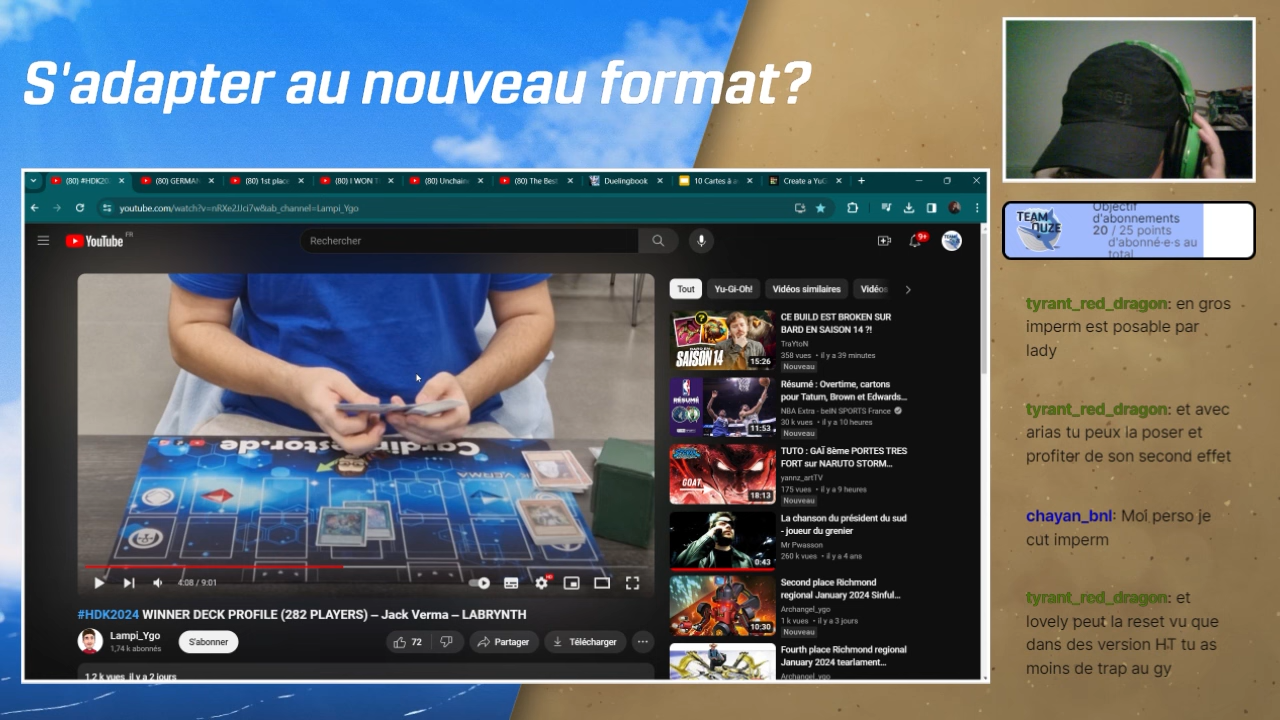 S'adapter au nouveau format?
(80) #HDK20
(80) GERMAN
(80) 1st place
(80) I WON T
(80) Unchain
(80) The Best
Duelingbook
10 Cartes à a
Create a YuG
youtube.com/watch?v=nRXe2JJci7w&ab_channel=Lampi_Ygo
YouTube FR
Rechercher
9+
Tout
Yu-Gi-Oh!
Vidéos similaires
Vidéos
CE BUILD EST BROKEN SUR
BARD EN SAISON 14 ?!
TraYtoN
358 vues • il y a 39 minutes
Nouveau
SAISON 14
15:26
Résumé : Overtime, cartons
pour Tatum, Brown et Edwards...
NBA Extra - beIN SPORTS France
30 k vues • il y a 10 heures
Nouveau
RÉSUMÉ
11:53
TUTO : GAÏ 8ème PORTES TRES
FORT sur NARUTO STORM...
yannz_artTV
175 vues • il y a 9 heures
Nouveau
GOAT
18:13
La chanson du président du sud
- joueur du grenier
Mr Pwasson
260 k vues • il y a 4 ans
0:43
Second place Richmond
regional January 2024 Sinful...
Archangel_ygo
1 k vues • il y a 3 jours
Nouveau
10:30
Fourth place Richmond regional
January 2024 tearlament...
Archangel_ygo
4:08 / 9:01
#HDK2024 WINNER DECK PROFILE (282 PLAYERS) – Jack Verma – LABRYNTH
Lampi_Ygo
1,74 k abonnés
S'abonner
72
Partager
Télécharger
1,2 k vues il y a 2 jours
TEAM
OUZE
Objectif
d'abonnements
20 / 25 points
d'abonné·e·s au
total
tyrant_red_dragon: en gros
imperm est posable par
lady
tyrant_red_dragon: et avec
arias tu peux la poser et
profiter de son second effet
chayan_bnl: Moi perso je
cut imperm
tyrant_red_dragon: et
lovely peut la reset vu que
dans des version HT tu as
moins de trap au gy